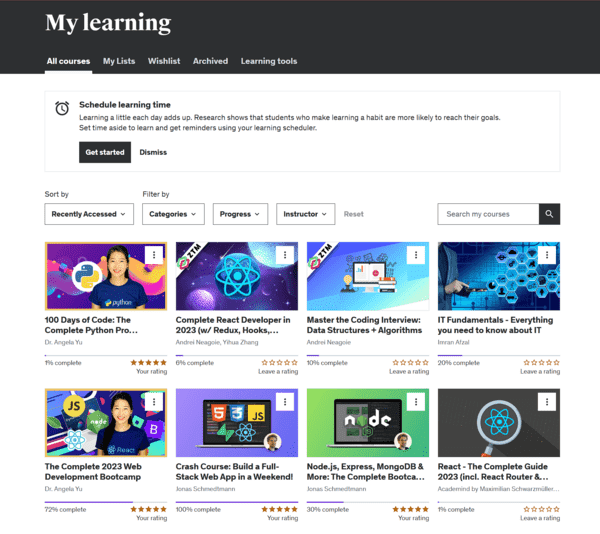 My learning
All courses My Lists Wishlist Archived Learning tools
Schedule learning time
Learning a little each day adds up. Research shows that students who make learning a habit are more likely to reach their goals.
Set time aside to learn and get reminders using your learning scheduler.
Get started Dismiss
Sort by Filter by
Recently Accessed Categories Progress Instructor Reset Search my courses
python
ZTM
ZTM
100 Days of Code: The
Complete Python Pro...
Dr. Angela Yu
1% complete
Your rating
Complete React Developer in
2023 (w/ Redux, Hooks,...
Andrei Neagoie, Yihua Zhang
6% complete
Leave a rating
Master the Coding Interview:
Data Structures + Algorithms
Andrei Neagoie
10% complete
Leave a rating
IT Fundamentals - Everything
you need to know about IT
Imran Afzal
20% complete
Leave a rating
JS
node
B
React
5 3 JS
node
The Complete 2023 Web
Development Bootcamp
Dr. Angela Yu
72% complete
Your rating
Crash Course: Build a Full-
Stack Web App in a Weekend!
Jonas Schmedtmann
100% complete
Your rating
Node.js, Express, MongoDB &
More: The Complete Bootca...
Jonas Schmedtmann
30% complete
Your rating
React - The Complete Guide
2023 (incl. React Router &...
Academind by Maximilian Schwarzmüller...
1% complete
Leave a rating